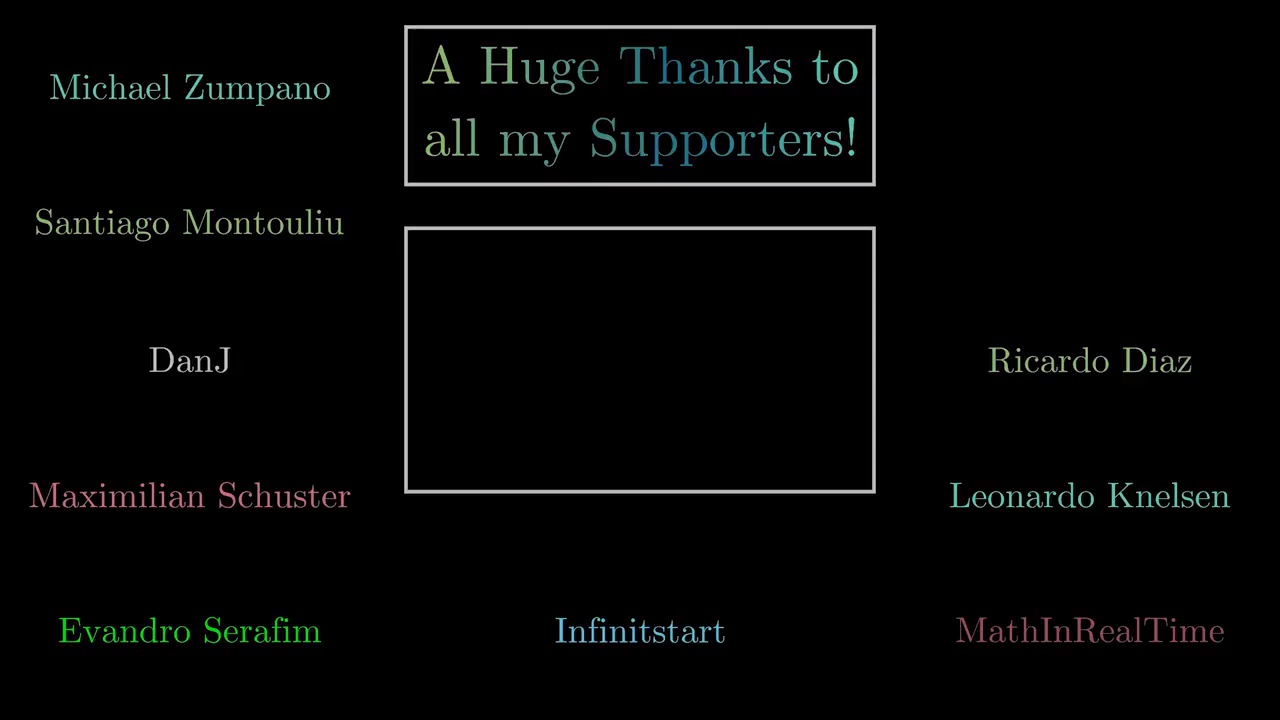 A Huge Thanks to
all my Supporters!
Michael Zumpano
Santiago Montouliu
DanJ
Ricardo Diaz
Maximilian Schuster
Leonardo Knelsen
Evandro Serafim
Infinitstart
MathInRealTime